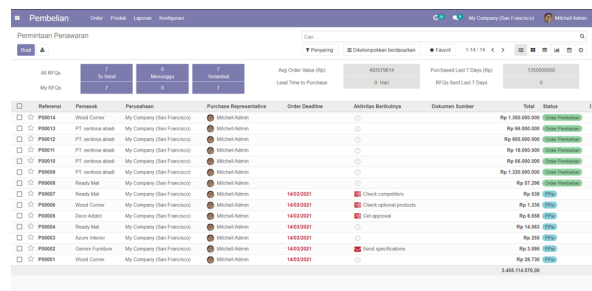 Pembelian Order Produk Laporan Konfigurasi My Company (San Francisco) Mitchell Admin
Permintaan Penawaran Cari ...
Buat Penyaring Dikelompokkan berdasarkan Favorit 1-14 / 14
All RFQs 7 To Send 0 Menunggu 7 Terlambat Avg Order Value (Rp) 493579614 Purchased Last 7 Days (Rp) 1350000000
My RFQs 7 0 7 Lead Time to Purchase 0 Hari RFQs Sent Last 7 Days 0
Referensi Pemasok Perusahaan Purchase Representative Order Deadline Aktivitas Berikutnya Dokumen Sumber Total Status
P00014 Wood Corner My Company (San Francisco) Mitchell Admin Rp 1.350.000.000 Order Pembelian
P00013 PT. sentosa abadi My Company (San Francisco) Mitchell Admin Rp 96.000.000 Order Pembelian
P00012 PT. sentosa abadi My Company (San Francisco) Mitchell Admin Rp 605.000.000 Order Pembelian
P00011 PT. sentosa abadi My Company (San Francisco) Mitchell Admin Rp 18.000.000 Order Pembelian
P00010 PT. sentosa abadi My Company (San Francisco) Mitchell Admin Rp 66.000.000 Order Pembelian
P00009 PT. sentosa abadi My Company (San Francisco) Mitchell Admin Rp 1.320.000.000 Order Pembelian
P00008 Ready Mat My Company (San Francisco) Mitchell Admin Rp 57.298 Order Pembelian
P00007 Ready Mat My Company (San Francisco) Mitchell Admin 14/03/2021 Check competitors Rp 638 PPw
P00006 Wood Corner My Company (San Francisco) Mitchell Admin 14/03/2021 Check optional products Rp 1.335 PPw
P00005 Deco Addict My Company (San Francisco) Mitchell Admin 14/03/2021 Get approval Rp 8.658 PPw
P00004 Ready Mat My Company (San Francisco) Mitchell Admin 14/03/2021 Rp 14.563 PPw
P00003 Azure Interior My Company (San Francisco) Mitchell Admin 14/03/2021 Rp 255 PPw
P00002 Gemini Furniture My Company (San Francisco) Mitchell Admin 14/03/2021 Send specifications Rp 3.096 PPw
P00001 Wood Corner My Company (San Francisco) Mitchell Admin 14/03/2021 Rp 28.730 PPw
3.455.114.570,00